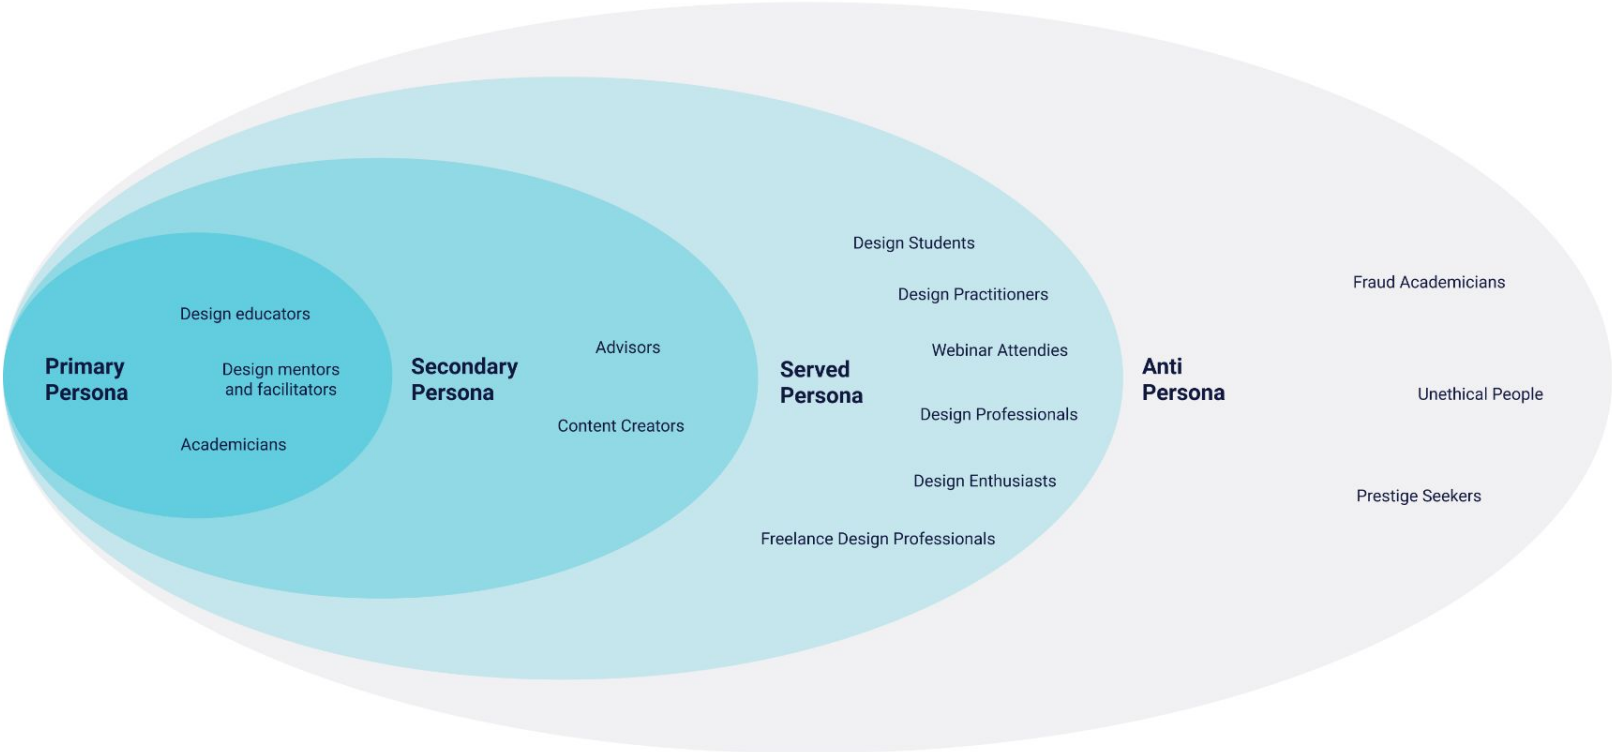 Primary
Persona
Design educators
Design mentors
and facilitators
Academicians
Secondary
Persona
Advisors
Content Creators
Served
Persona
Design Students
Design Practitioners
Webinar Attendies
Design Professionals
Design Enthusiasts
Freelance Design Professionals
Anti
Persona
Fraud Academicians
Unethical People
Prestige Seekers